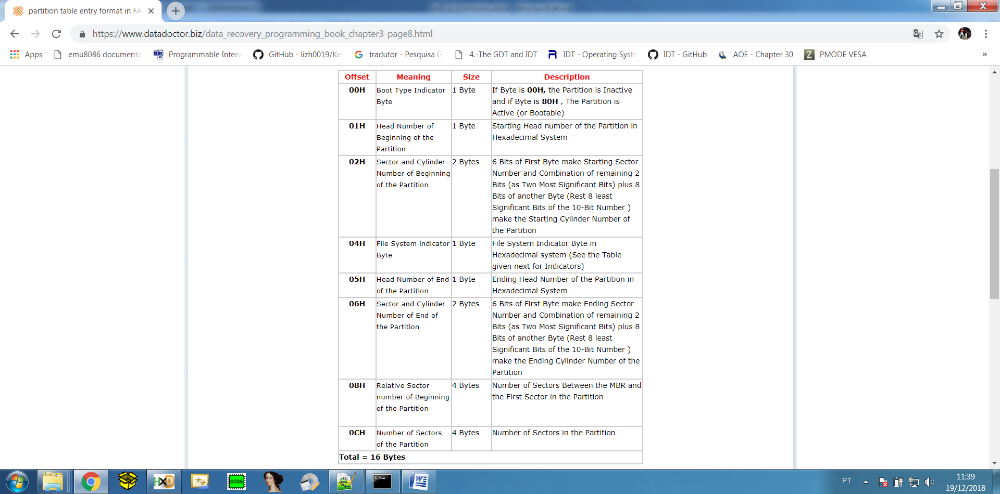 partition table entry format in FA
https://www.datadoctor.biz/data_recovery_programming_book_chapter3-page8.html
Apps emu8086 documenta Programmable Interv GitHub - lizh0019/Ke tradutor - Pesquisa G 4.-The GDT and IDT IDT - Operating Syste IDT - GitHub AOE - Chapter 30 PMODE VESA »
Offset Meaning Size Description
00H Boot Type Indicator 1 Byte If Byte is 00H, the Partition is Inactive
Byte and if Byte is 80H , The Partition is
Active (or Bootable)
01H Head Number of 1 Byte Starting Head number of the Partition in
Beginning of the Hexadecimal System
Partition
02H Sector and Cylinder 2 Bytes 6 Bits of First Byte make Starting Sector
Number of Beginning Number and Combination of remaining 2
of the Partition Bits (as Two Most Significant Bits) plus 8
Bits of another Byte (Rest 8 least
Significant Bits of the 10-Bit Number )
make the Starting Cylinder Number of
the Partition
04H File System indicator 1 Byte File System Indicator Byte in
Byte Hexadecimal system (See the Table
given next for Indicators)
05H Head Number of End 1 Byte Ending Head Number of the Partition in
of the Partition Hexadecimal System
06H Sector and Cylinder 2 Bytes 6 Bits of First Byte make Ending Sector
Number of End of Number and Combination of remaining 2
the Partition Bits (as Two Most Significant Bits) plus 8
Bits of another Byte (Rest 8 least
Significant Bits of the 10-Bit Number )
make the Ending Cylinder Number of the
Partition
08H Relative Sector 4 Bytes Number of Sectors Between the MBR and
number of Beginning the First Sector in the Partition
of the Partition
0CH Number of Sectors 4 Bytes Number of Sectors in the Partition
of the Partition
Total = 16 Bytes
8086
PT 11:39
19/12/2018